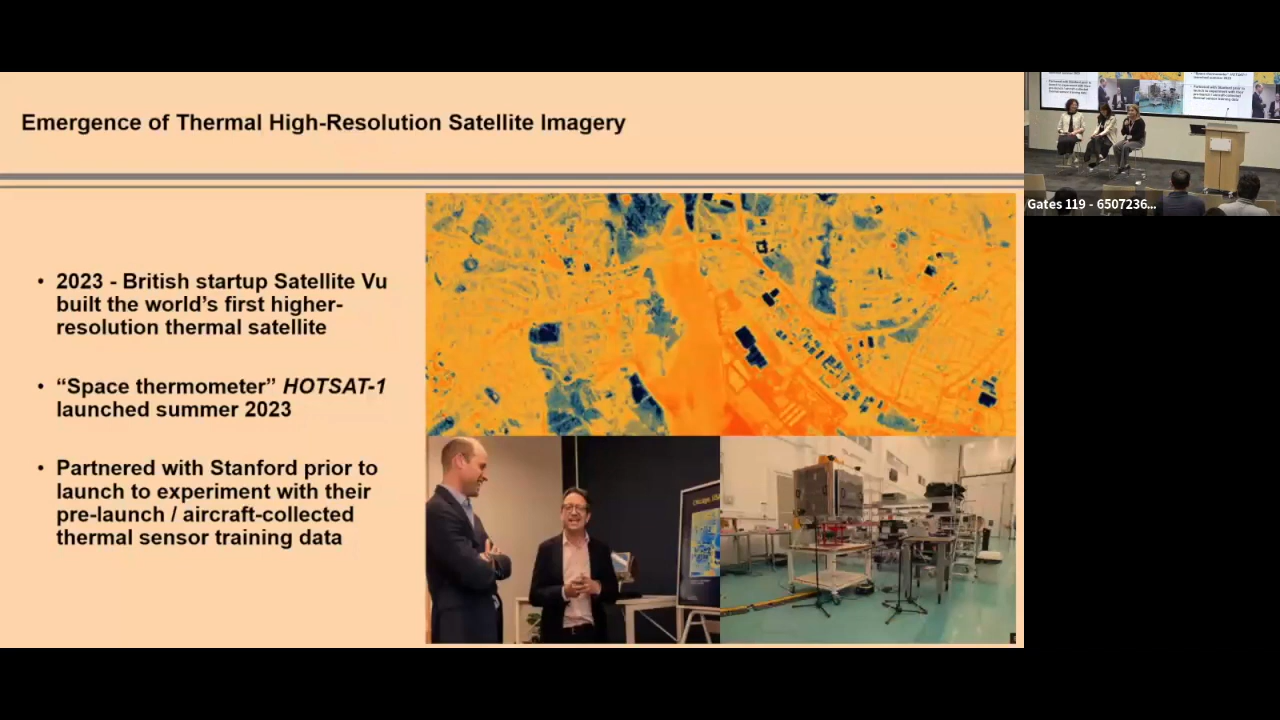 Emergence of Thermal High-Resolution Satellite Imagery
• 2023 - British startup Satellite Vu
built the world's first higher-
resolution thermal satellite
• “Space thermometer” HOTSAT-1
launched summer 2023
• Partnered with Stanford prior to
launch to experiment with their
pre-launch / aircraft-collected
thermal sensor training data
Gates 119 - 6507236...